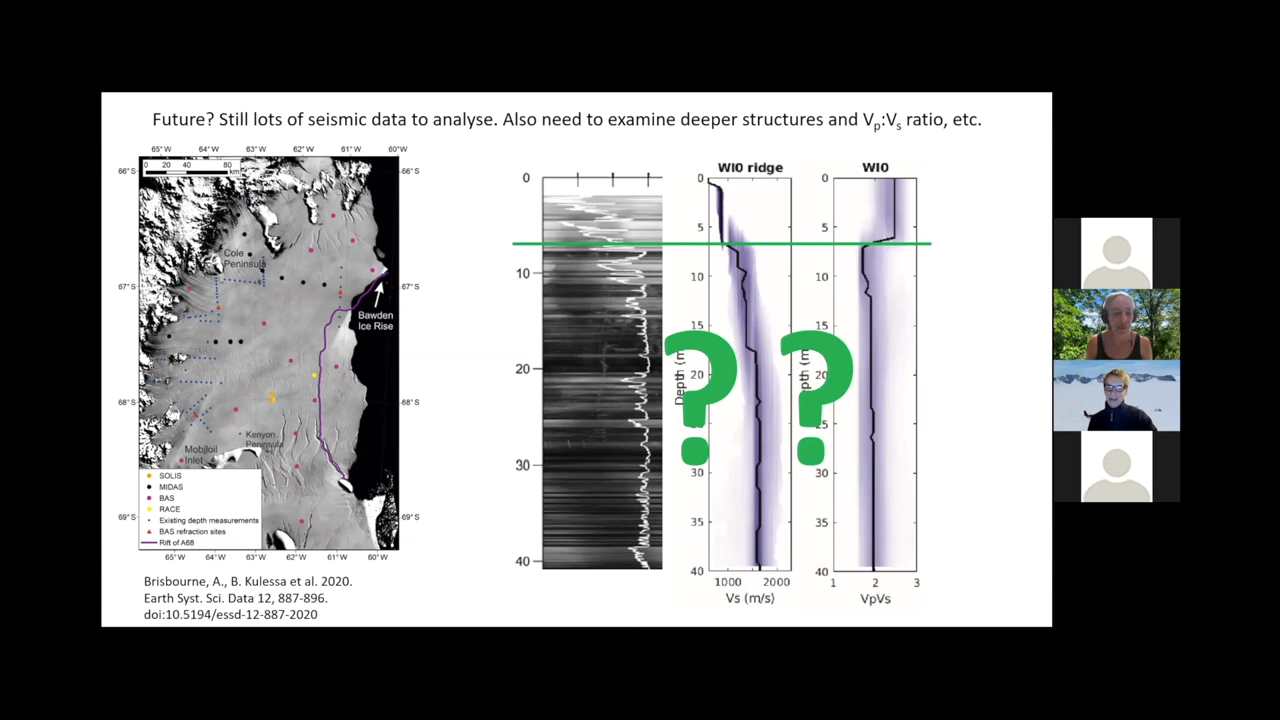 Future? Still lots of seismic data to analyse. Also need to examine deeper structures and Vp:Vs ratio, etc.
65°W 64°W 63°W 62°W 61°W 60°W
0 20 40 80
km
66°S
66°S
Cole
Peninsula
67°S
67°S
Bawden
Ice Rise
68°S
68°S
Kenyon
Peninsula
Mobiloil
Inlet
SOLIS
MIDAS
BAS
RACE
Existing depth measurements
BAS refraction sites
Rift of A68
69°S
69°S
65°W 64°W 63°W 62°W 61°W 60°W
Brisbourne, A., B. Kulessa et al. 2020.
Earth Syst. Sci. Data 12, 887-896.
doi:10.5194/essd-12-887-2020
0
10
20
30
40
WI0 ridge
0
5
10
15
20
30
35
40
Depth (m
1000 2000
Vs (m/s)
WI0
0
5
10
15
20
25
30
35
40
1 2 3
VpVs
? ?